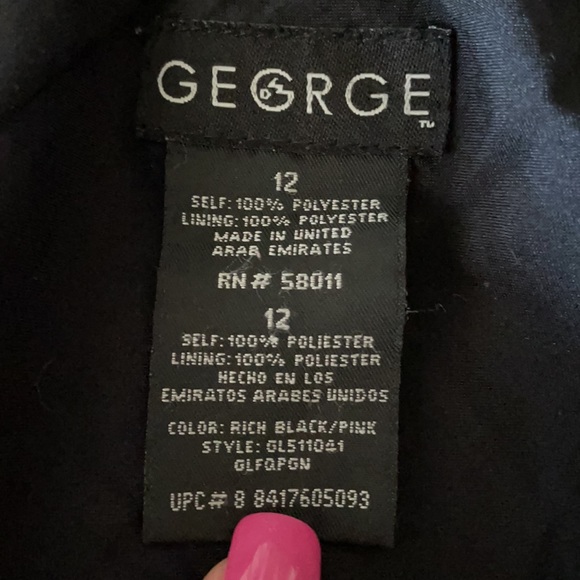 GEORGE
TM
12
SELF: 100% POLYESTER
LINING: 100% POLYESTER
MADE IN UNITED
ARAB EMIRATES
RN# 58011
12
SELF: 100% POLIESTER
LINING: 100% POLIESTER
HECHO EN LOS
EMIRATOS ARABES UNIDOS
COLOR: RICH BLACK/PINK
STYLE: GL511041
GLFQPGN
UPC# 8 8417605093